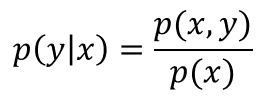 p(y|x) = p(x, y) / p(x)